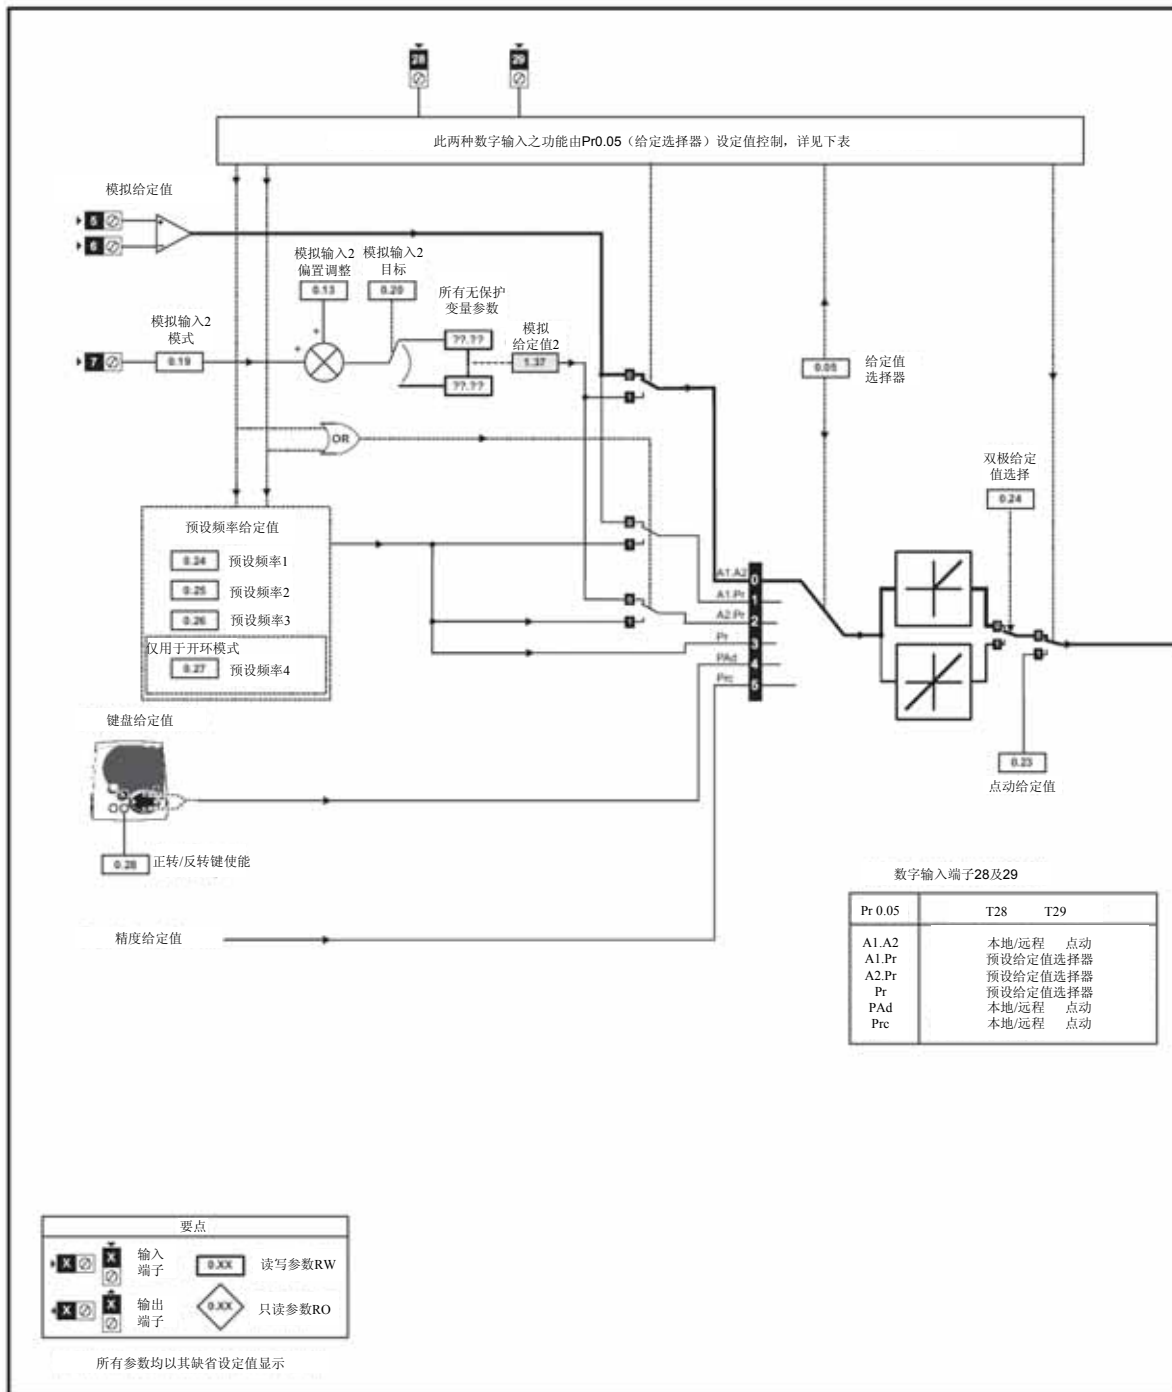 28
29
此两种数字输入之功能由Pr0.05（给定选择器）设定值控制，详见下表
模拟给定值
5
6
模拟输入2
偏置调整
0.13
模拟输入2
目标
0.20
所有无保护
变量参数
??.??
??.??
模拟输入2
模式
7
0.19
模拟
给定值2
1.37
0
1
0.05
给定值
选择器
OR
双极给定
值选择
0.24
预设频率给定值
0.24 预设频率1
0.25 预设频率2
0.26 预设频率3
仅用于开环模式
0.27 预设频率4
A1.A2 0
A1.Pr 1
A2.Pr 2
Pr 3
PAd 4
Prc 5
0.23
点动给定值
键盘给定值
0.28 正转/反转键使能
精度给定值
数字输入端子28及29
Pr 0.05 T28 T29
A1.A2 本地/远程 点动
A1.Pr 预设给定值选择器
A2.Pr 预设给定值选择器
Pr 预设给定值选择器
PAd 本地/远程 点动
Prc 本地/远程 点动
要点
X X 输入
端子
0.XX 读写参数RW
X X 输出
端子
0.XX 只读参数RO
所有参数均以其缺省设定值显示